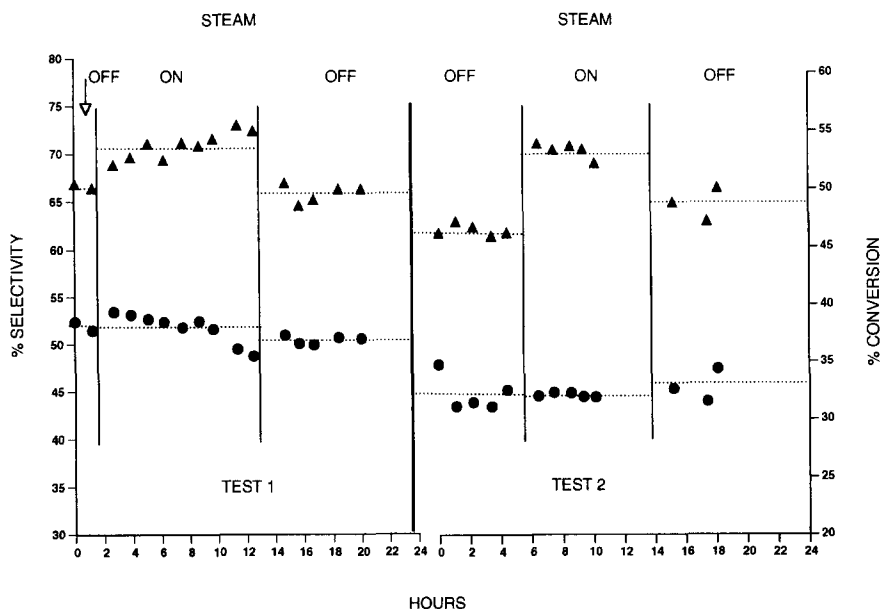 STEAM STEAM
OFF ON OFF OFF ON OFF
% SELECTIVITY
80
75
70
65
60
55
50
45
40
35
30
% CONVERSION
60
55
50
45
40
35
30
25
20
TEST 1 TEST 2
0 2 4 6 8 10 12 14 16 18 20 22 24 0 2 4 6 8 10 12 14 16 18 20 22 24
HOURS